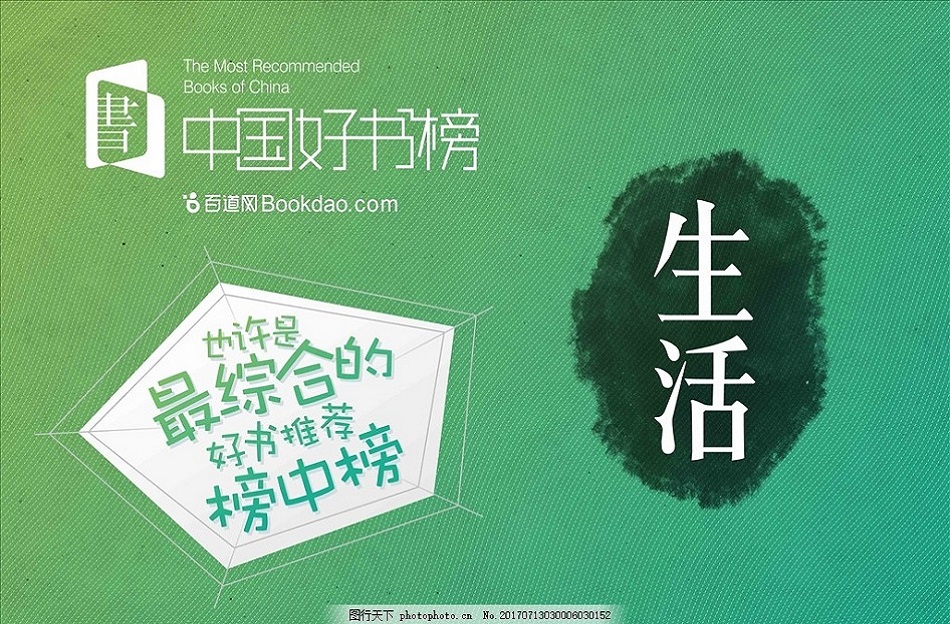 The Most Recommended
Books of China
書
中国好书榜
百道网Bookdao.com
也许是
最综合的
好书推荐
榜中榜
生活
图行天下 photophoto.cn No.20170713030006030152